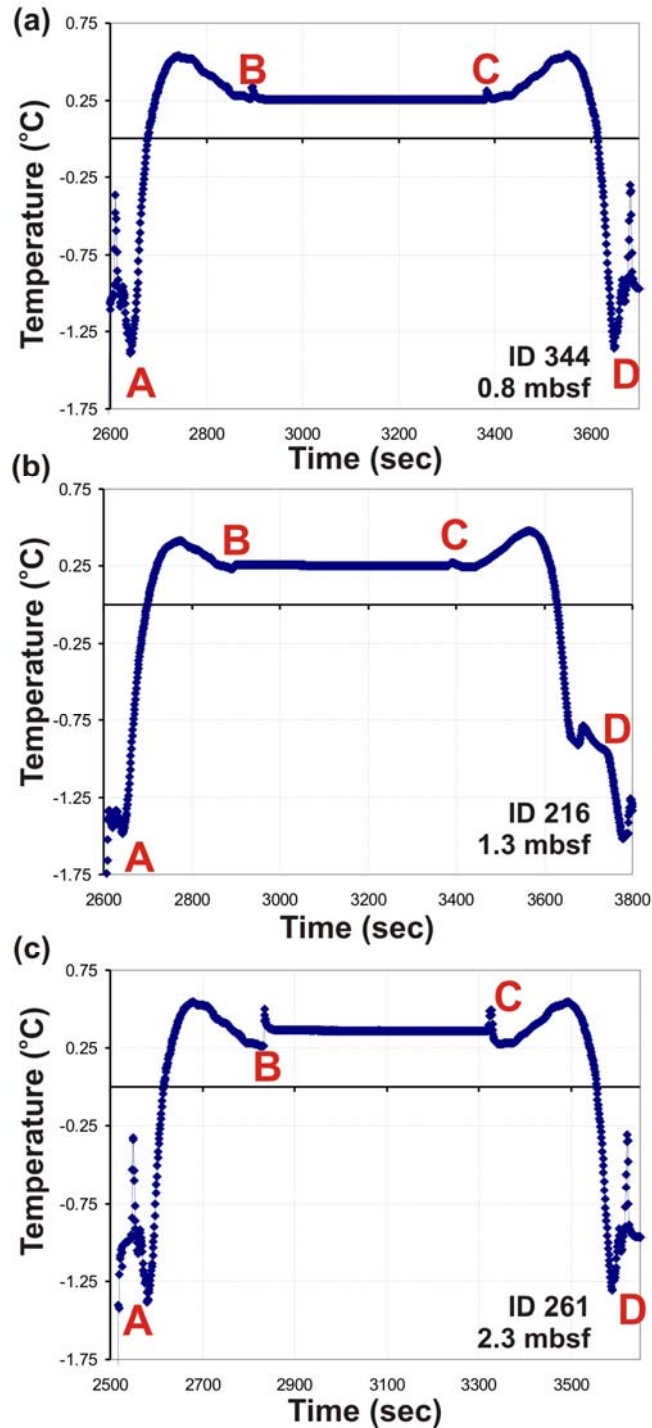 (a)
0.75
0.25
-0.25
-0.75
-1.25
-1.75
Temperature (°C)
B
C
A
D
ID 344
0.8 mbsf
2600 2800 3000 3200 3400 3600
Time (sec)
(b)
0.75
0.25
-0.25
-0.75
-1.25
-1.75
Temperature (°C)
B
C
D
A
ID 216
1.3 mbsf
2600 2800 3000 3200 3400 3600 3800
Time (sec)
(c)
0.75
0.25
-0.25
-0.75
-1.25
-1.75
Temperature (°C)
C
B
A
D
ID 261
2.3 mbsf
2500 2700 2900 3100 3300 3500
Time (sec)